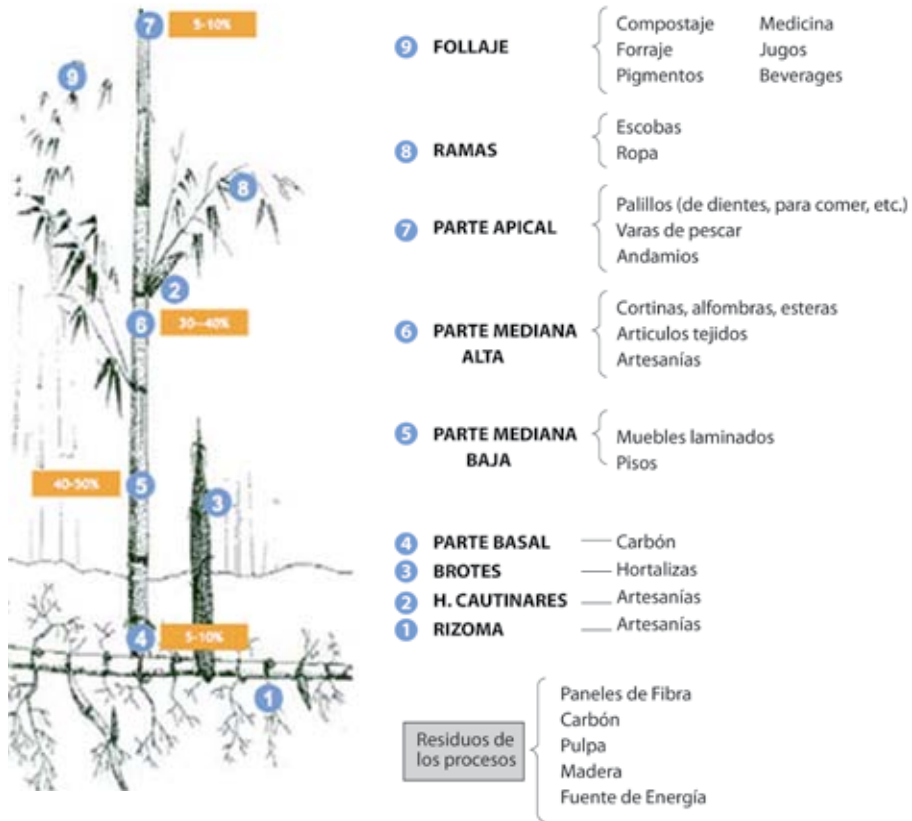 7
5-10%
9
8
2
6
30-40%
40-50%
5
3
4
5-10%
1
9 FOLLAJE
Compostaje Medicina
Forraje Jugos
Pigmentos Beverages
8 RAMAS
Escobas
Ropa
7 PARTE APICAL
Palillos (de dientes, para comer, etc.)
Varas de pescar
Andamios
6 PARTE MEDIANA
ALTA
Cortinas, alfombras, esteras
Articulos tejidos
Artesanías
5 PARTE MEDIANA
BAJA
Muebles laminados
Pisos
4 PARTE BASAL Carbón
3 BROTES Hortalizas
2 H. CAUTINARES Artesanías
1 RIZOMA Artesanías
Residuos de
los procesos
Paneles de Fibra
Carbón
Pulpa
Madera
Fuente de Energía